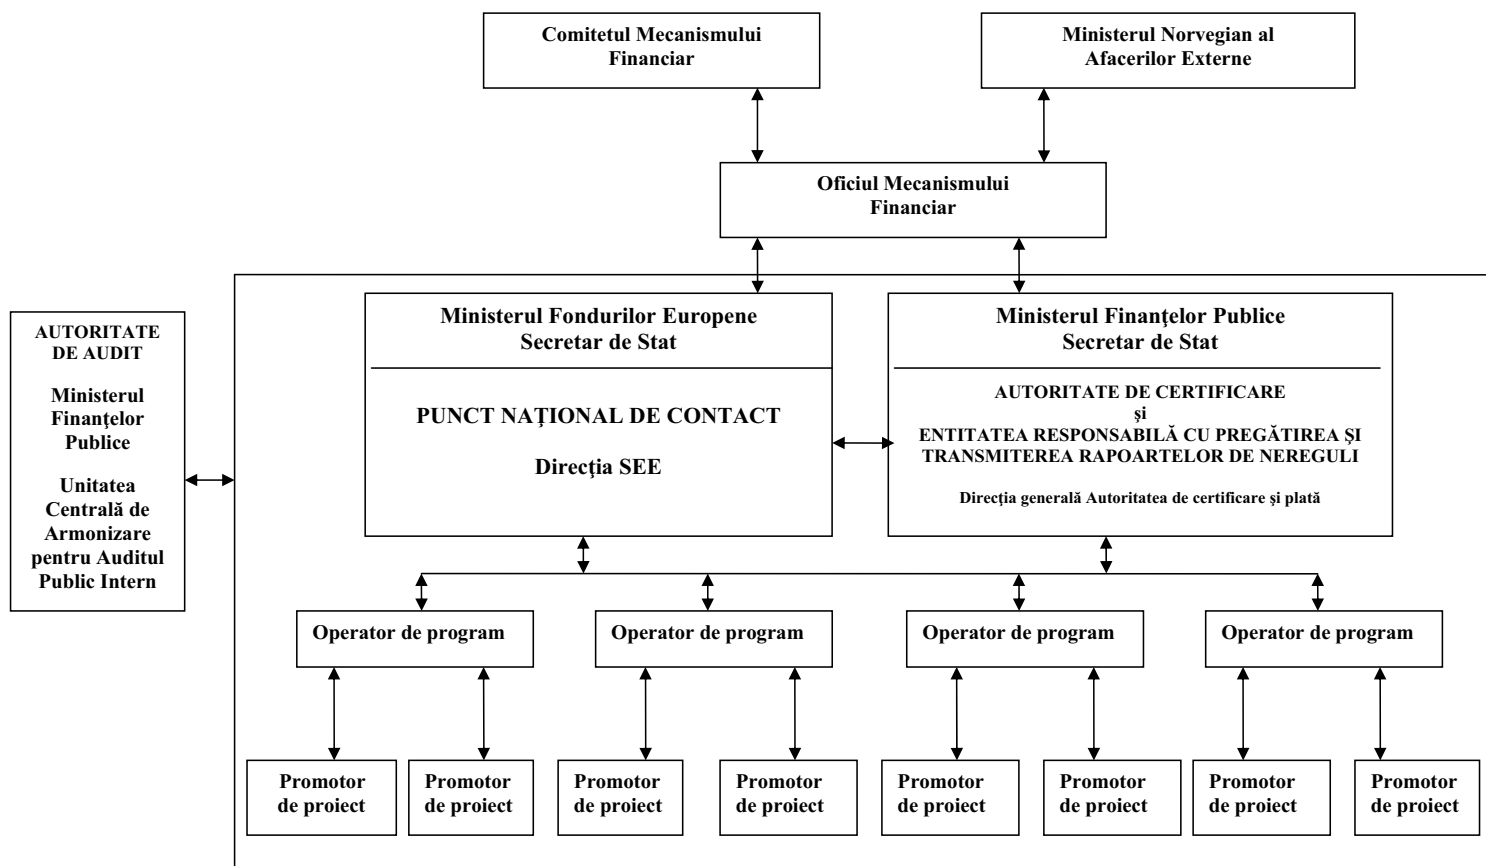 Comitetul Mecanismului
Financiar
Ministerul Norvegian al
Afacerilor Externe
Oficiul Mecanismului
Financiar
AUTORITATE
DE AUDIT
Ministerul
Finanţelor
Publice
Unitatea
Centrală de
Armonizare
pentru Auditul
Public Intern
Ministerul Fondurilor Europene
Secretar de Stat
PUNCT NAŢIONAL DE CONTACT
Direcţia SEE
Ministerul Finanţelor Publice
Secretar de Stat
AUTORITATE DE CERTIFICARE
şi
ENTITATEA RESPONSABILĂ CU PREGĂTIREA ŞI
TRANSMITEREA RAPOARTELOR DE NEREGULI
Direcţia generală Autoritatea de certificare şi plată
Operator de program
Operator de program
Operator de program
Operator de program
Promotor
de proiect
Promotor
de proiect
Promotor
de proiect
Promotor
de proiect
Promotor
de proiect
Promotor
de proiect
Promotor
de proiect
Promotor
de proiect